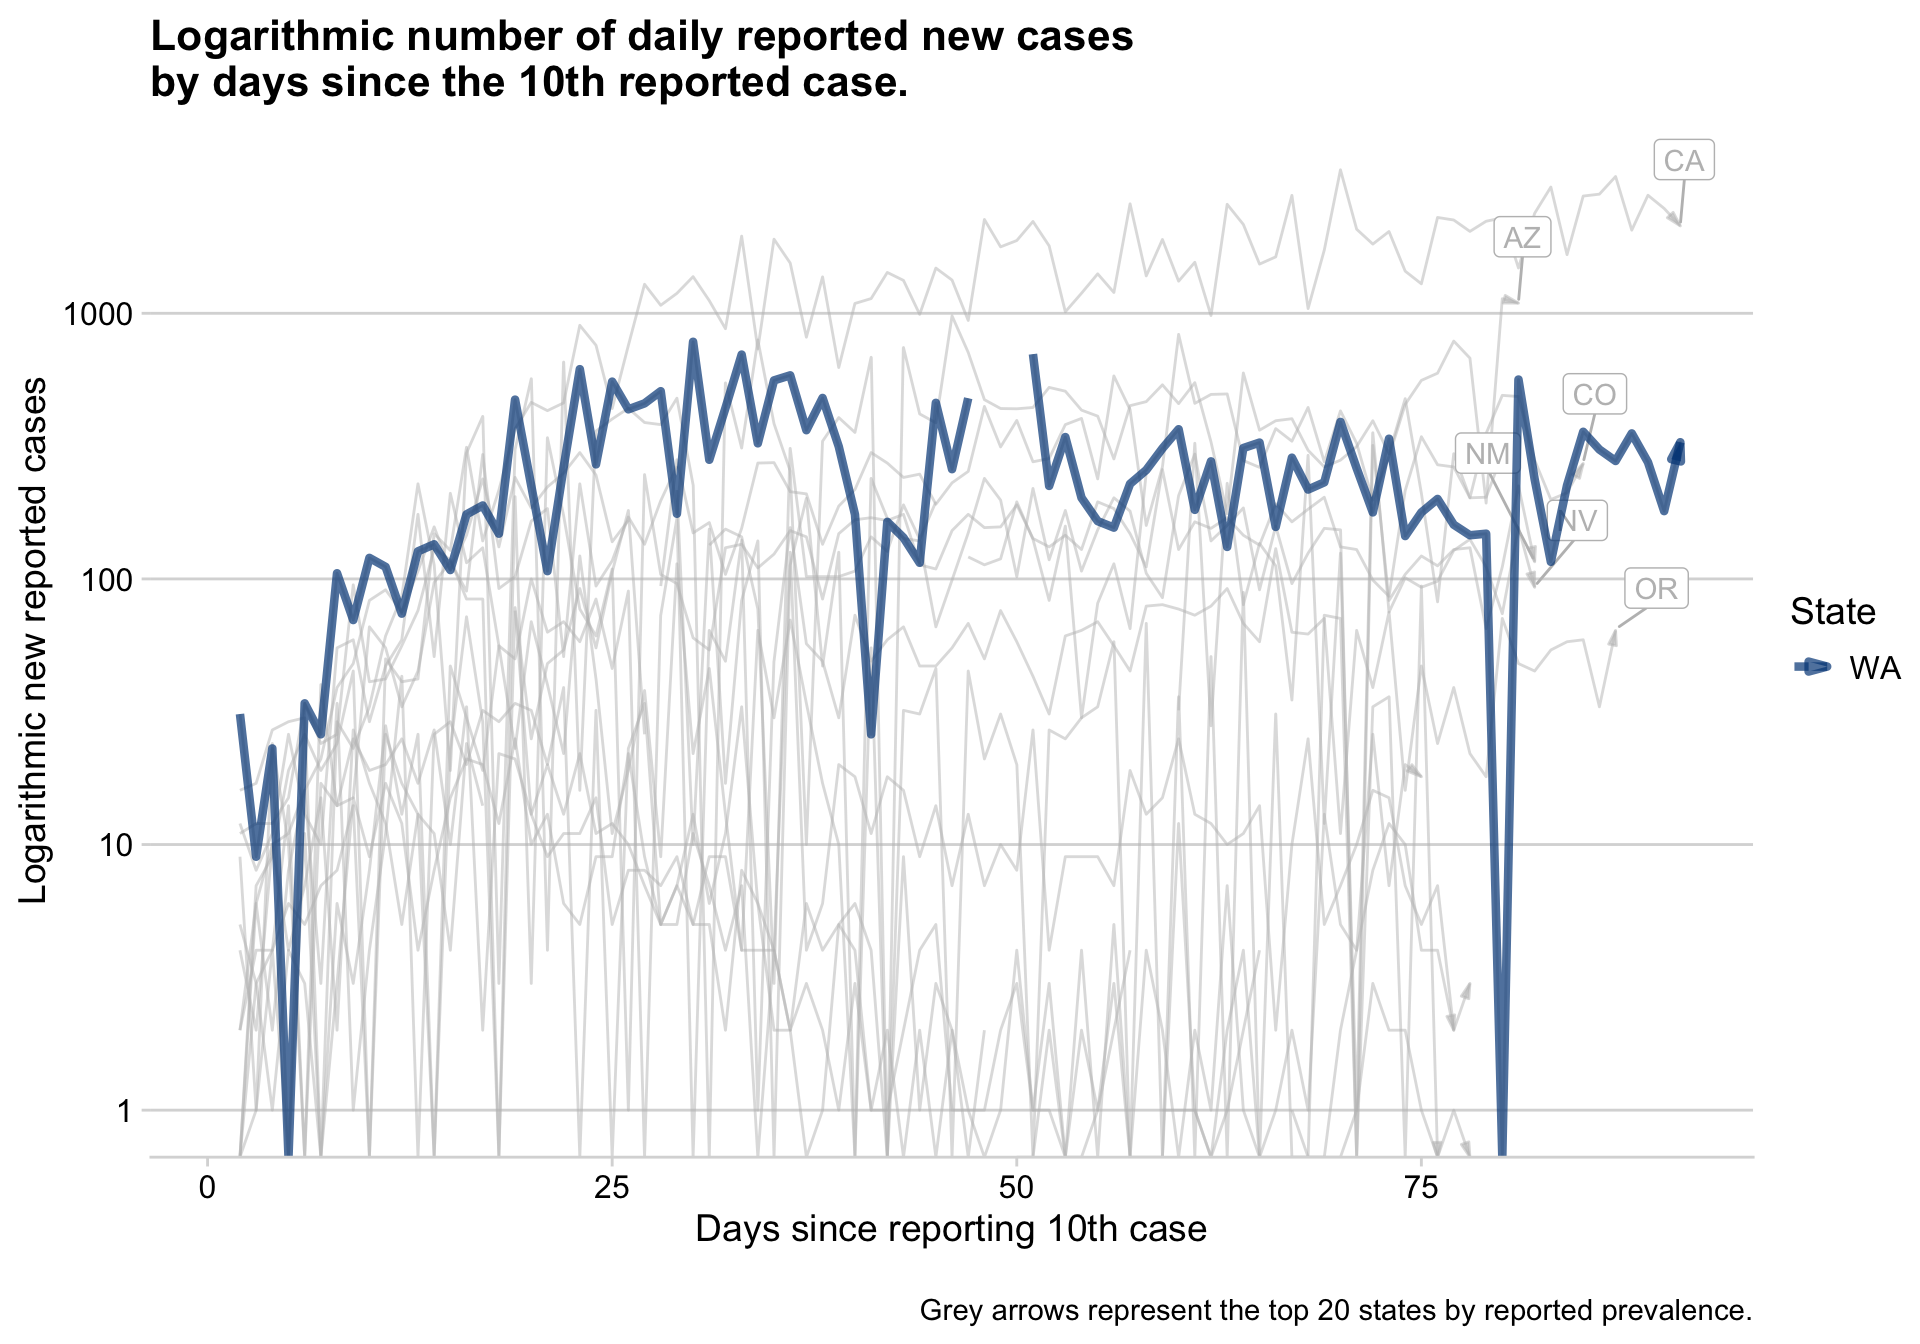 Logarithmic number of daily reported new cases
by days since the 10th reported case.
CA
AZ
1000
CO
NM
NV
100
OR
State
WA
10
1
0
25
50
75
Logarithmic new reported cases
Days since reporting 10th case
Grey arrows represent the top 20 states by reported prevalence.